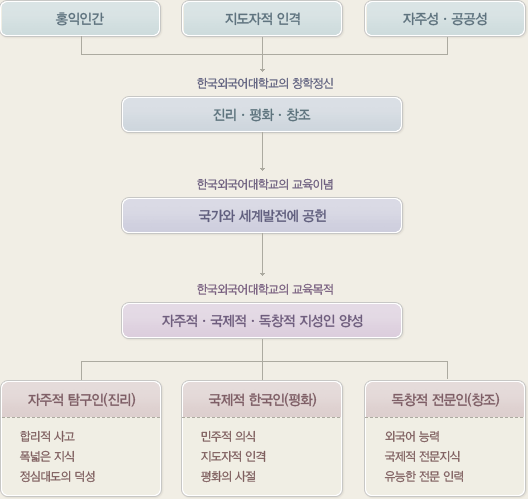 홍익인간
지도자적 인격
자주성 · 공공성
한국외국어대학교의 창학정신
진리 · 평화 · 창조
한국외국어대학교의 교육이념
국가와 세계발전에 공헌
한국외국어대학교의 교육목적
자주적 · 국제적 · 독창적 지성인 양성
자주적 탐구인(진리)
합리적 사고
폭넓은 지식
정심대도의 덕성
국제적 한국인(평화)
민주적 의식
지도자적 인격
평화의 사절
독창적 전문인(창조)
외국어 능력
국제적 전문지식
유능한 전문 인력